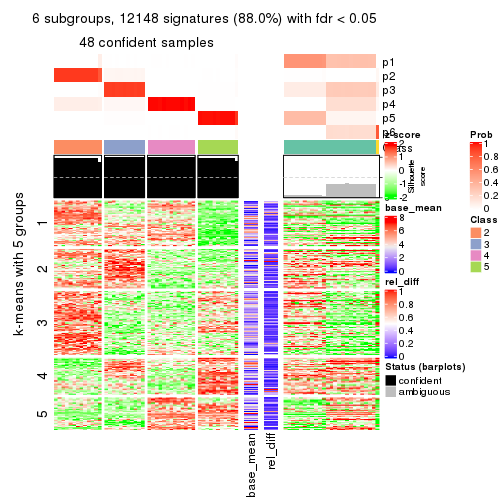 6 subgroups, 12148 signatures (88.0%) with fdr < 0.05
48 confident samples
p1
p2
p3
p4
p5
p6
Class
Silhouette
score
k-means with 5 groups
1
2
3
4
5
base_mean
rel_diff
z-score
2
1
0
-1
-2
base_mean
8
6
4
2
0
rel_diff
1
0.8
0.6
0.4
0.2
0
Status (barplots)
confident
ambiguous
Prob
1
0.8
0.6
0.4
0.2
0
Class
2
3
4
5